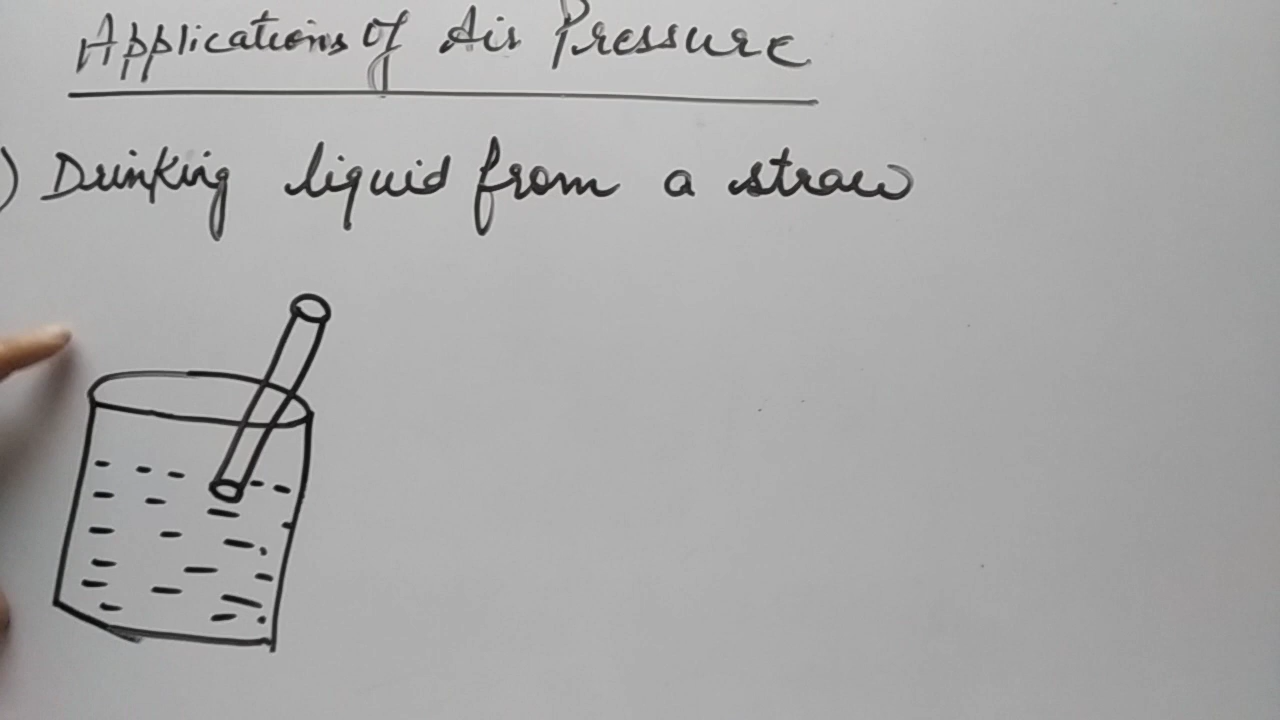 Applications of Air Pressure
) Drinking liquid from a straw